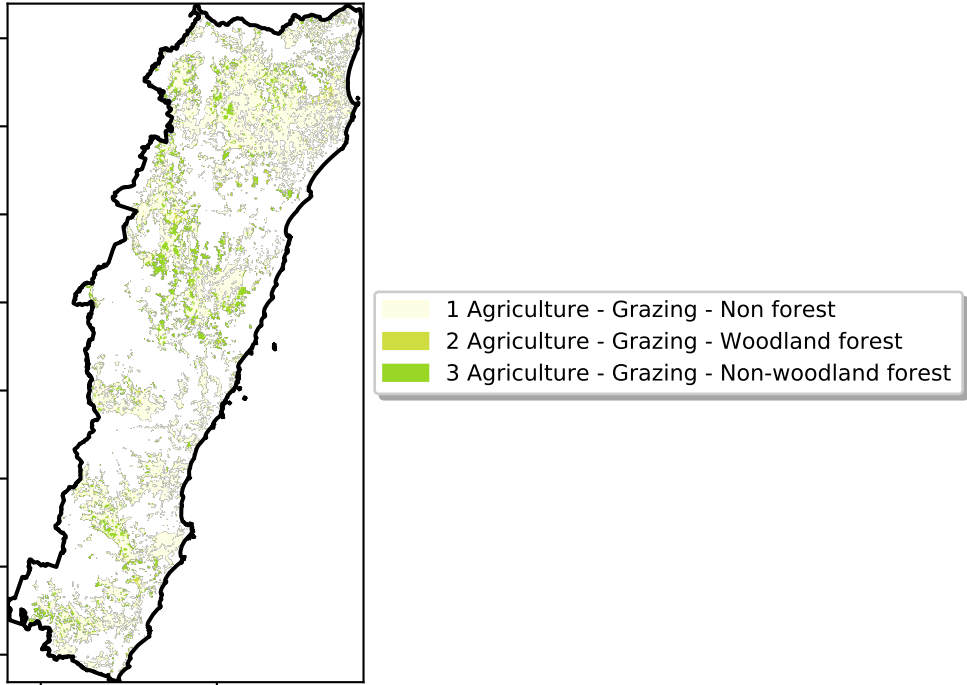 1 Agriculture - Grazing - Non forest
2 Agriculture - Grazing - Woodland forest
3 Agriculture - Grazing - Non-woodland forest